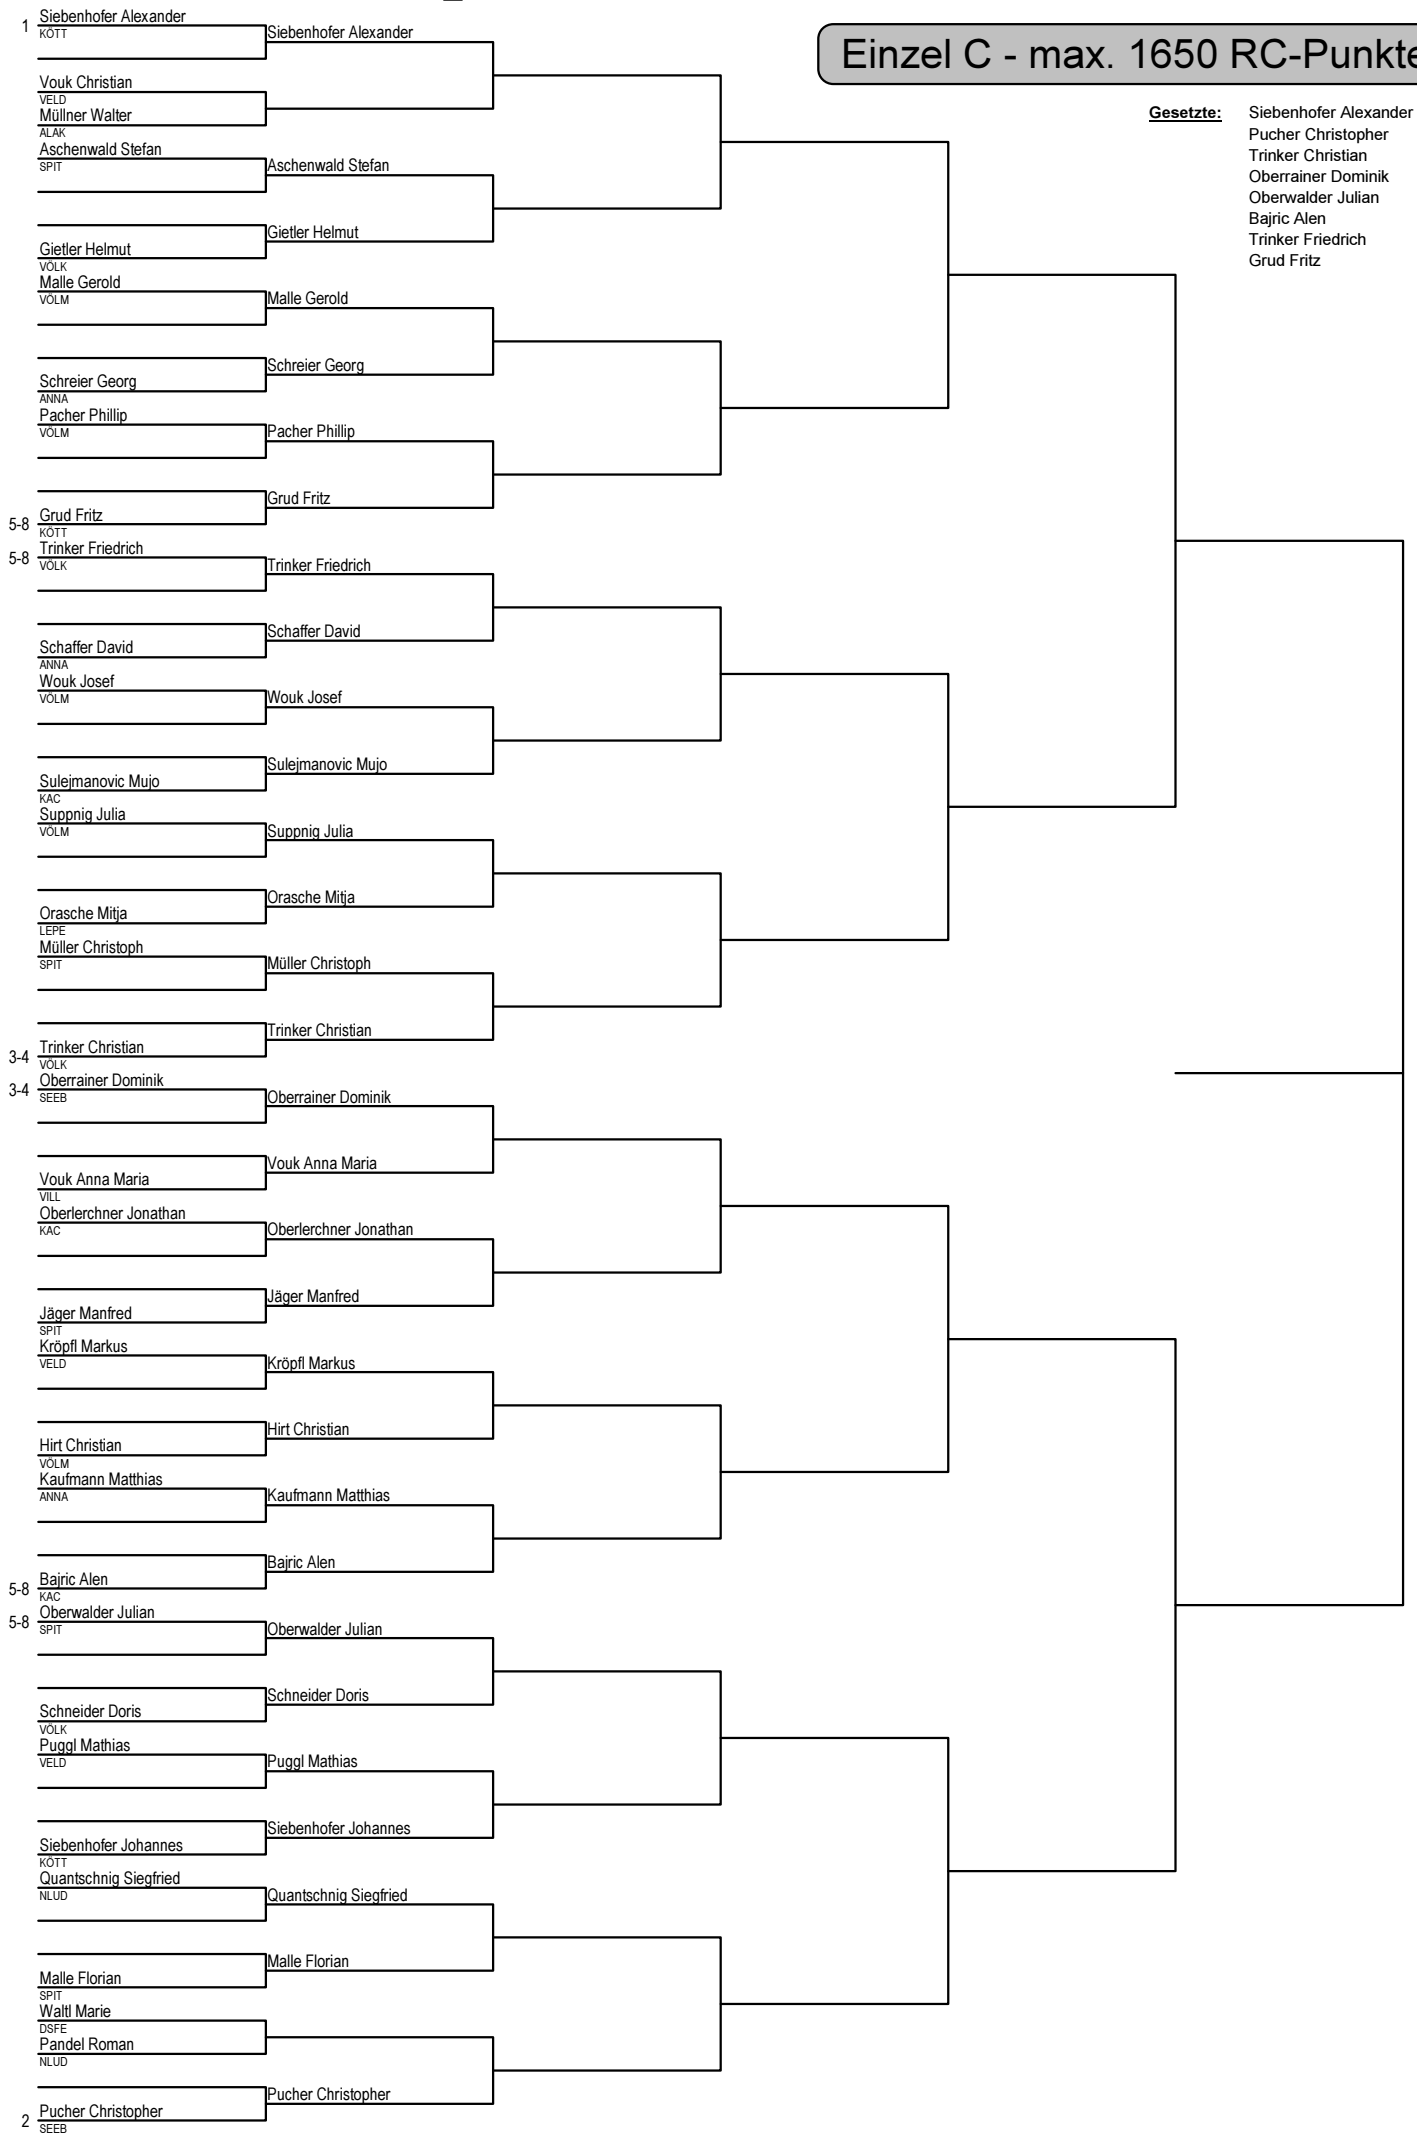 Einzel C - max. 1650 RC-Punkte
Gesetzte: Siebenhofer Alexander
Pucher Christopher
Trinker Christian
Oberrainer Dominik
Oberwalder Julian
Bajric Alen
Trinker Friedrich
Grud Fritz
1 Siebenhofer Alexander
KÖTT
Siebenhofer Alexander
Vouk Christian
VELD
Müllner Walter
ALAK
Aschenwald Stefan
SPIT
Aschenwald Stefan
Gietler Helmut
Gietler Helmut
VÖLK
Malle Gerold
VÖLM
Malle Gerold
Schreier Georg
Schreier Georg
ANNA
Pacher Phillip
VÖLM
Pacher Phillip
Grud Fritz
5-8 Grud Fritz
KÖTT
5-8 Trinker Friedrich
VÖLK
Trinker Friedrich
Schaffer David
Schaffer David
ANNA
Wouk Josef
VÖLM
Wouk Josef
Sulejmanovic Mujo
Sulejmanovic Mujo
KAC
Suppnig Julia
VÖLM
Suppnig Julia
Orasche Mitja
Orasche Mitja
LEPE
Müller Christoph
SPIT
Müller Christoph
Trinker Christian
3-4 Trinker Christian
VÖLK
3-4 Oberrainer Dominik
SEEB
Oberrainer Dominik
Vouk Anna Maria
Vouk Anna Maria
VILL
Oberlerchner Jonathan
KAC
Oberlerchner Jonathan
Jäger Manfred
Jäger Manfred
SPIT
Kröpfl Markus
VELD
Kröpfl Markus
Hirt Christian
Hirt Christian
VÖLM
Kaufmann Matthias
ANNA
Kaufmann Matthias
Bajric Alen
5-8 Bajric Alen
KAC
5-8 Oberwalder Julian
SPIT
Oberwalder Julian
Schneider Doris
Schneider Doris
VÖLK
Puggl Mathias
VELD
Puggl Mathias
Siebenhofer Johannes
Siebenhofer Johannes
KÖTT
Quantschnig Siegfried
NLUD
Quantschnig Siegfried
Malle Florian
Malle Florian
SPIT
Waltl Marie
DSFE
Pandel Roman
NLUD
Pucher Christopher
2 Pucher Christopher
SEEB